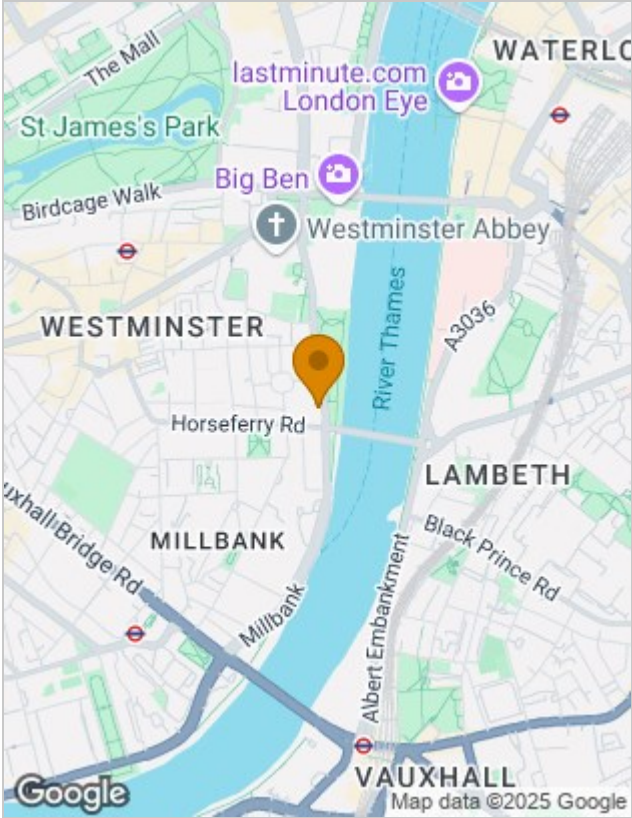 WATERLO
The Mall
lastminute.com
London Eye
St James's Park
Big Ben
Birdcage Walk
Westminster Abbey
WESTMINSTER
A3036
River Thames
Horseferry Rd
LAMBETH
uxhall Bridge Rd
MILLBANK
Black Prince Rd
Millbank
Albert Embankment
VAUXHALL
Google
Map data ©2025 Google